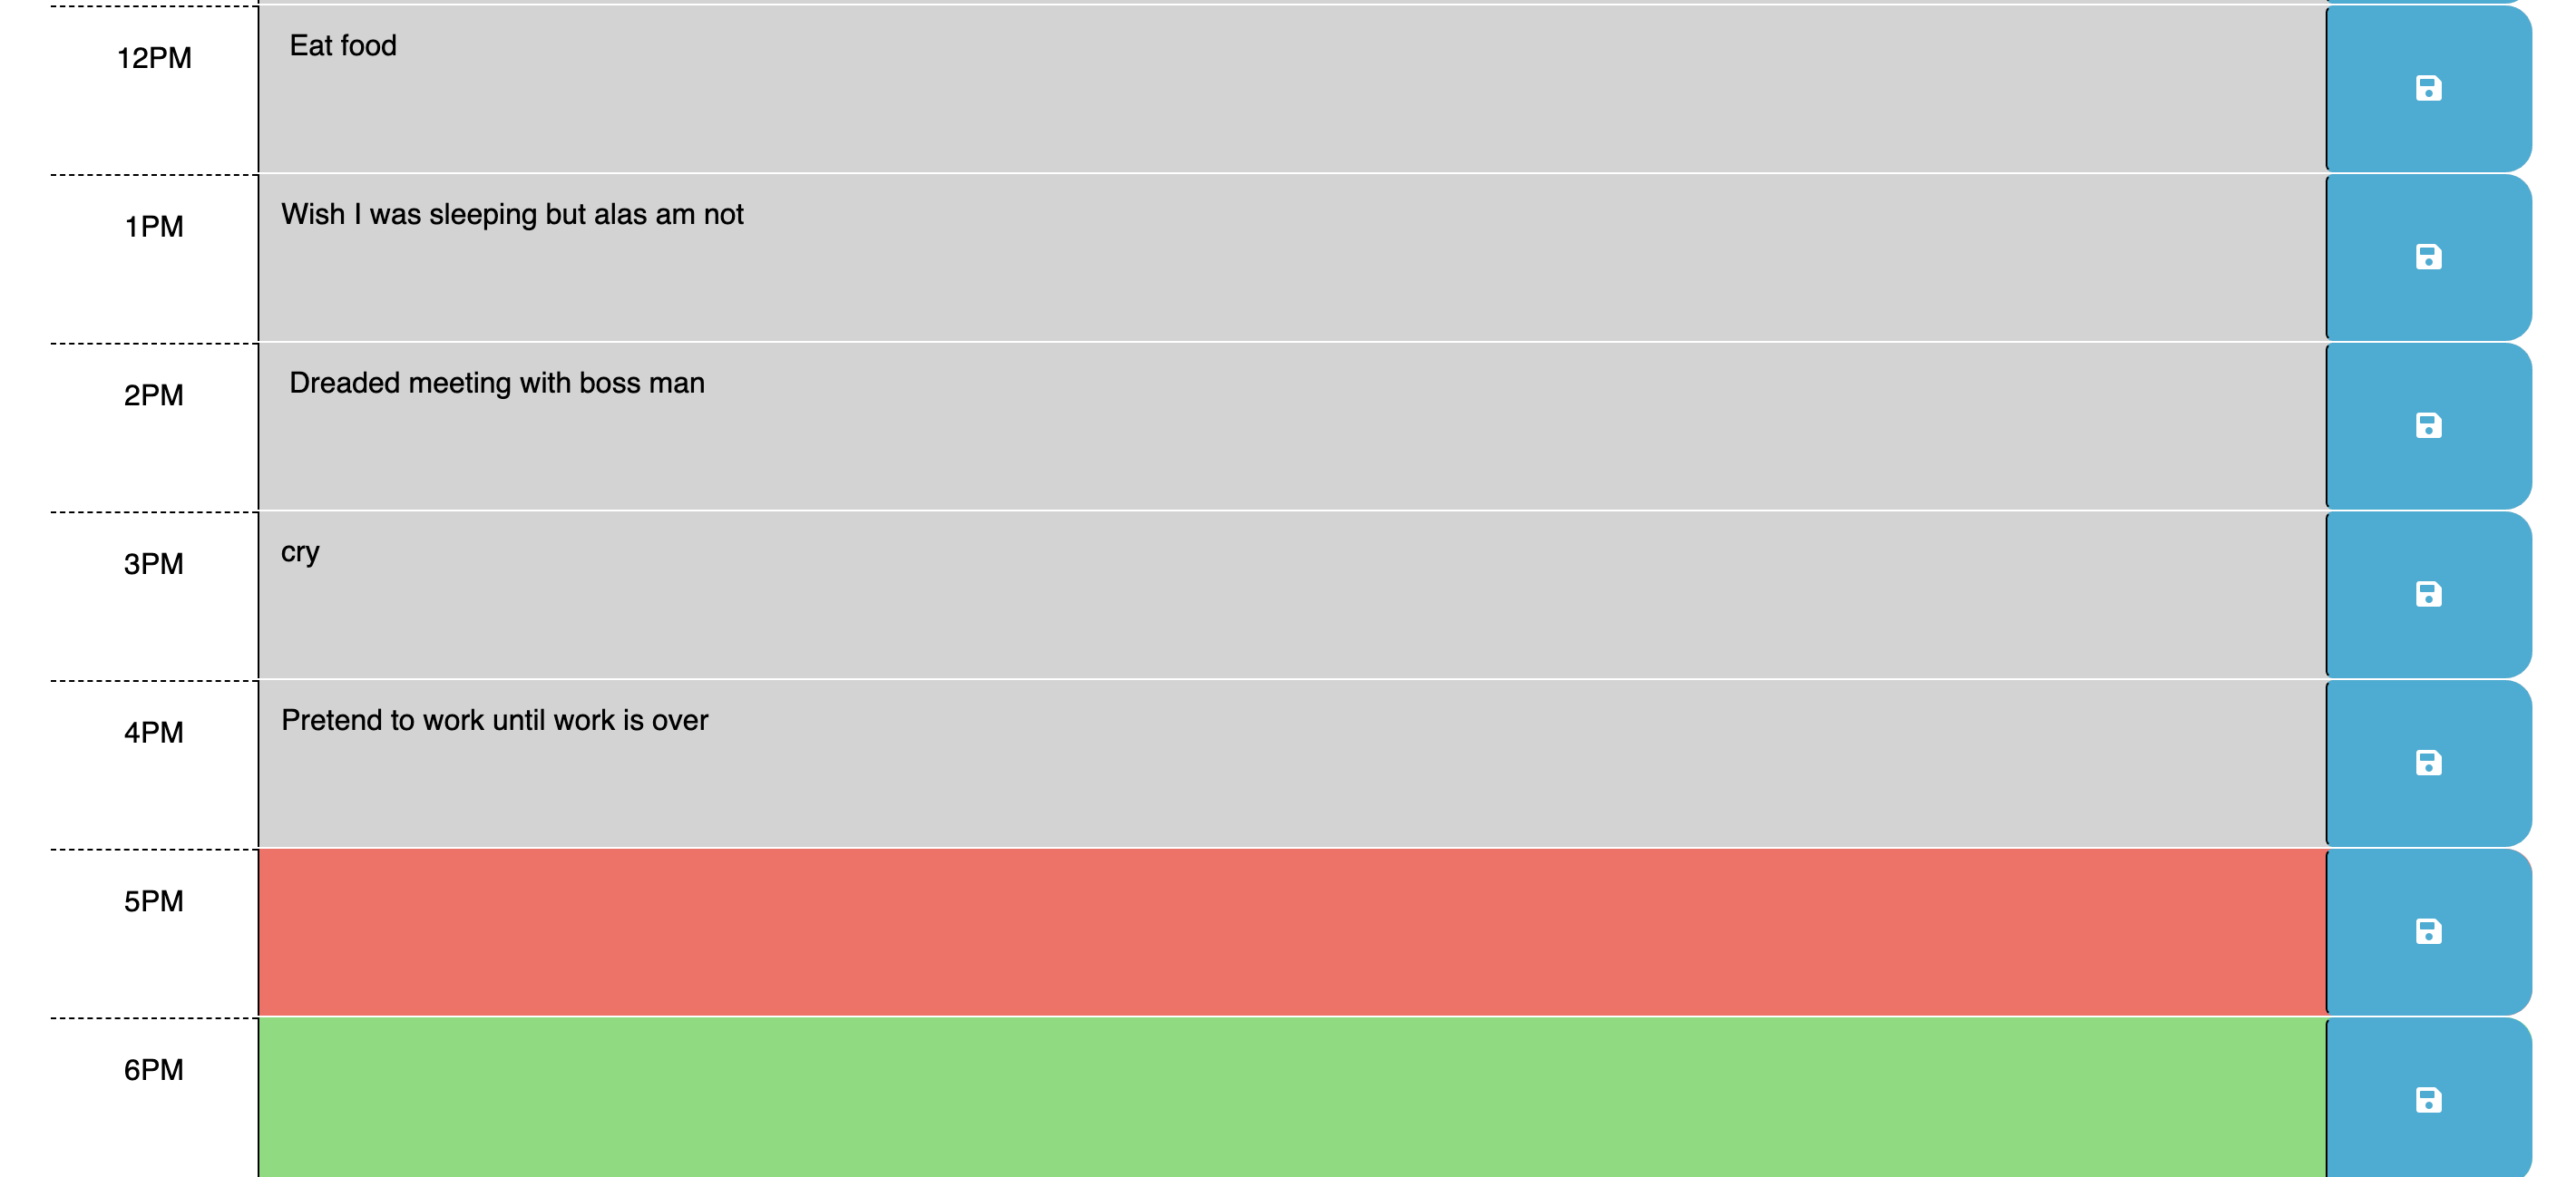 12PM
Eat food
1PM
Wish I was sleeping but alas am not
2PM
Dreaded meeting with boss man
3PM
cry
4PM
Pretend to work until work is over
5PM
6PM